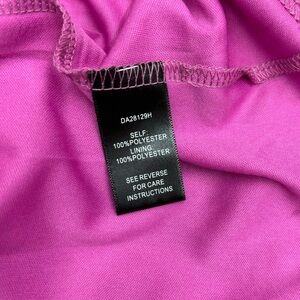 DA28129H
SELF:
100%POLYESTER
LINING:
100%POLYESTER
SEE REVERSE
FOR CARE
INSTRUCTIONS